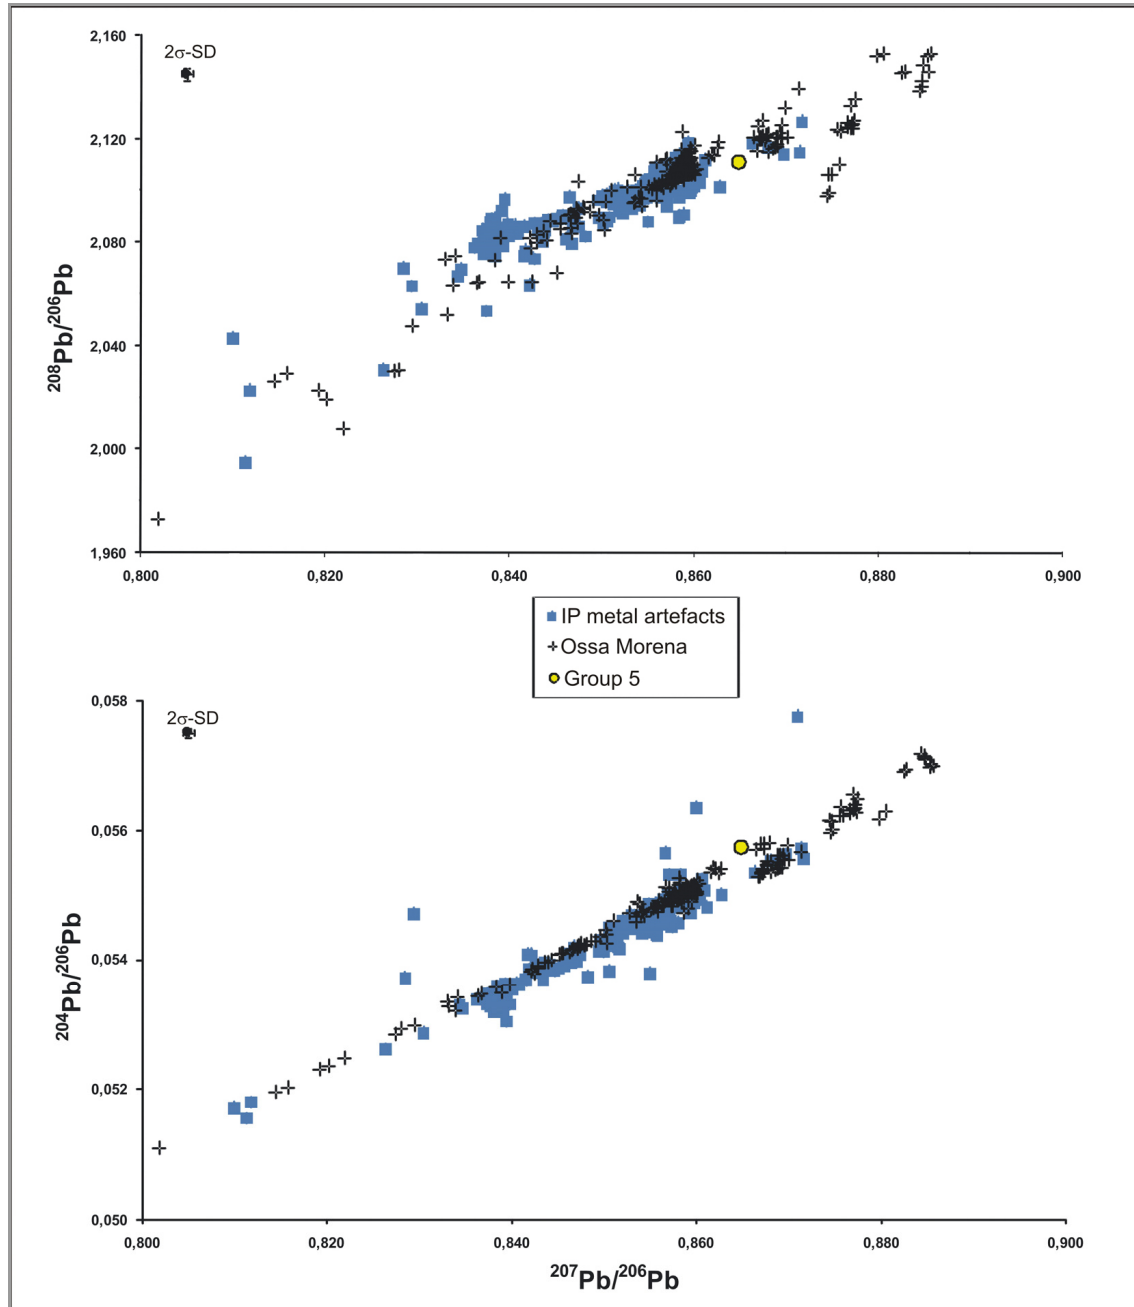 2,160
2σ-SD
2,120
2,080
2,040
2,000
1,960
208Pb/206Pb
0,800 0,820 0,840 0,860 0,880 0,900
IP metal artefacts
Ossa Morena
Group 5
0,058
2σ-SD
0,056
0,054
0,052
0,050
204Pb/206Pb
0,800 0,820 0,840 0,860 0,880 0,900
207Pb/206Pb